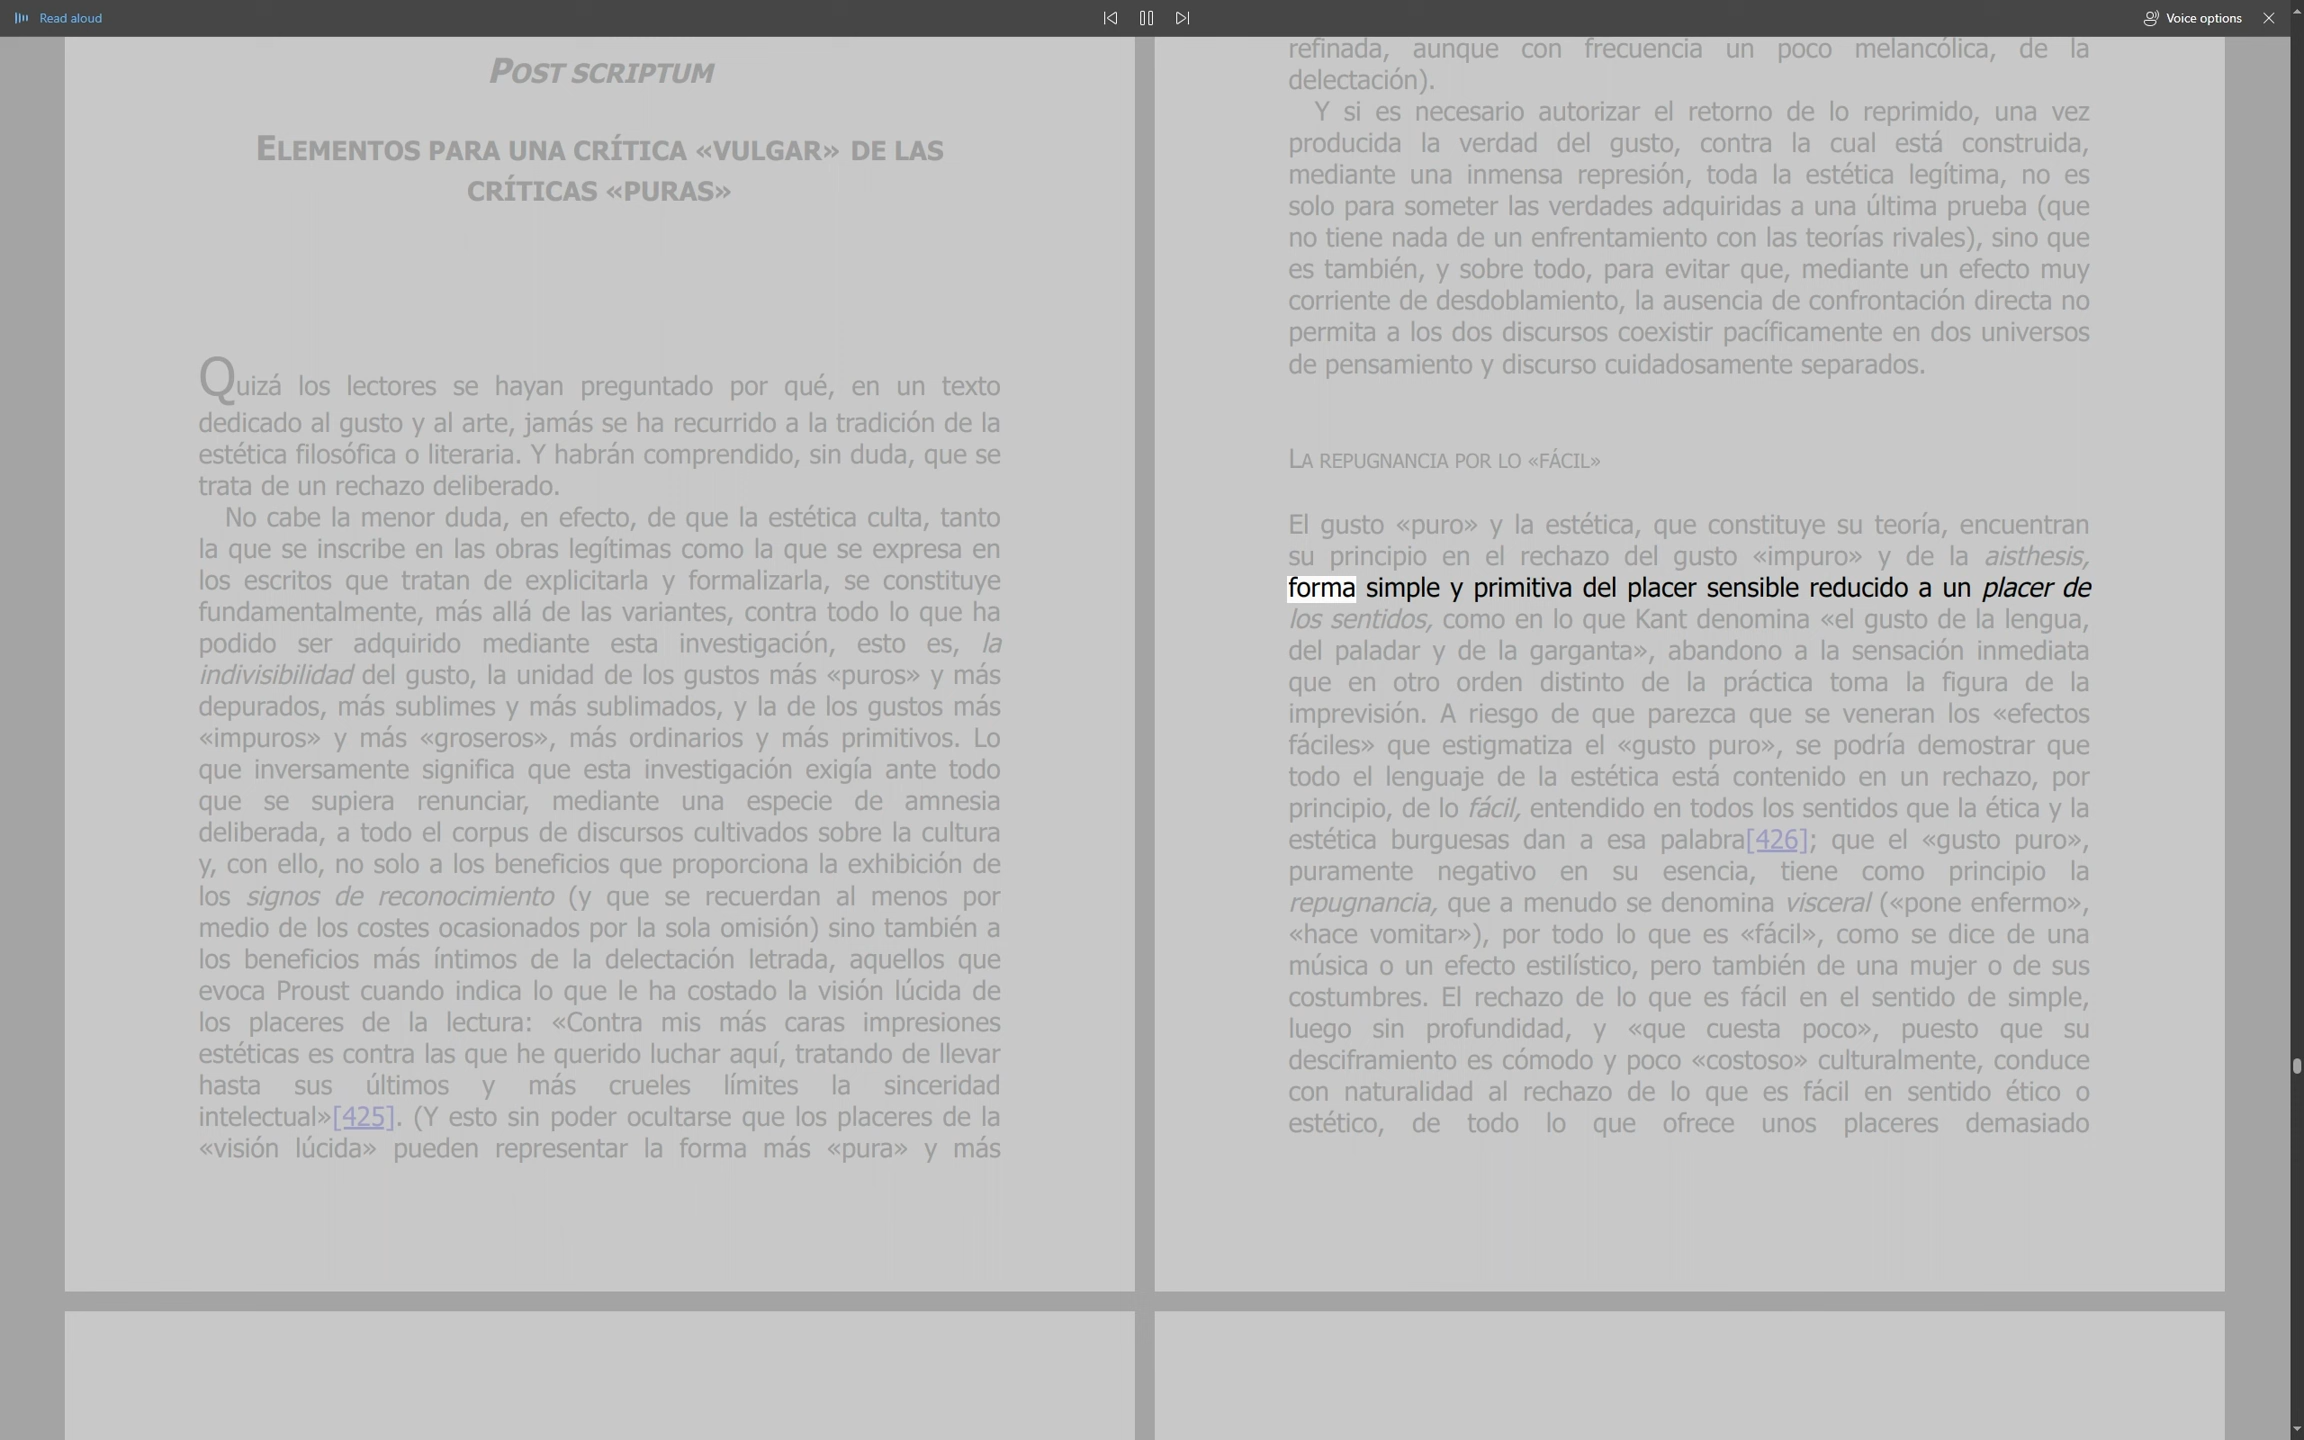 Read aloud
Voice options
POST SCRIPTUM
ELEMENTOS PARA UNA CRÍTICA «VULGAR» DE LAS
CRÍTICAS «PURAS»
Quizá los lectores se hayan preguntado por qué, en un texto
dedicado al gusto y al arte, jamás se ha recurrido a la tradición de la
estética filosófica o literaria. Y habrán comprendido, sin duda, que se
trata de un rechazo deliberado.
No cabe la menor duda, en efecto, de que la estética culta, tanto
la que se inscribe en las obras legítimas como la que se expresa en
los escritos que tratan de explicitarla y formalizarla, se constituye
fundamentalmente, más allá de las variantes, contra todo lo que ha
podido ser adquirido mediante esta investigación, esto es, la
indivisibilidad del gusto, la unidad de los gustos más «puros» y más
depurados, más sublimes y más sublimados, y la de los gustos más
«impuros» y más «groseros», más ordinarios y más primitivos. Lo
que inversamente significa que esta investigación exigía ante todo
que se supiera renunciar, mediante una especie de amnesia
deliberada, a todo el corpus de discursos cultivados sobre la cultura
y, con ello, no solo a los beneficios que proporciona la exhibición de
los signos de reconocimiento (y que se recuerdan al menos por
medio de los costes ocasionados por la sola omisión) sino también a
los beneficios más íntimos de la delectación letrada, aquellos que
evoca Proust cuando indica lo que le ha costado la visión lúcida de
los placeres de la lectura: «Contra mis más caras impresiones
estéticas es contra las que he querido luchar aquí, tratando de llevar
hasta sus últimos y más crueles límites la sinceridad
intelectual»[425]. (Y esto sin poder ocultarse que los placeres de la
«visión lúcida» pueden representar la forma más «pura» y más
refinada, aunque con frecuencia un poco melancólica, de la
delectación).
Y si es necesario autorizar el retorno de lo reprimido, una vez
producida la verdad del gusto, contra la cual está construida,
mediante una inmensa represión, toda la estética legítima, no es
solo para someter las verdades adquiridas a una última prueba (que
no tiene nada de un enfrentamiento con las teorías rivales), sino que
es también, y sobre todo, para evitar que, mediante un efecto muy
corriente de desdoblamiento, la ausencia de confrontación directa no
permita a los dos discursos coexistir pacíficamente en dos universos
de pensamiento y discurso cuidadosamente separados.
LA REPUGNANCIA POR LO «FÁCIL»
El gusto «puro» y la estética, que constituye su teoría, encuentran
su principio en el rechazo del gusto «impuro» y de la aisthesis,
forma simple y primitiva del placer sensible reducido a un placer de
los sentidos, como en lo que Kant denomina «el gusto de la lengua,
del paladar y de la garganta», abandono a la sensación inmediata
que en otro orden distinto de la práctica toma la figura de la
imprevisión. A riesgo de que parezca que se veneran los «efectos
fáciles» que estigmatiza el «gusto puro», se podría demostrar que
todo el lenguaje de la estética está contenido en un rechazo, por
principio, de lo fácil, entendido en todos los sentidos que la ética y la
estética burguesas dan a esa palabra[426]; que el «gusto puro»,
puramente negativo en su esencia, tiene como principio la
repugnancia, que a menudo se denomina visceral («pone enfermo»,
«hace vomitar»), por todo lo que es «fácil», como se dice de una
música o un efecto estilístico, pero también de una mujer o de sus
costumbres. El rechazo de lo que es fácil en el sentido de simple,
luego sin profundidad, y «que cuesta poco», puesto que su
desciframiento es cómodo y poco «costoso» culturalmente, conduce
con naturalidad al rechazo de lo que es fácil en sentido ético o
estético, de todo lo que ofrece unos placeres demasiado